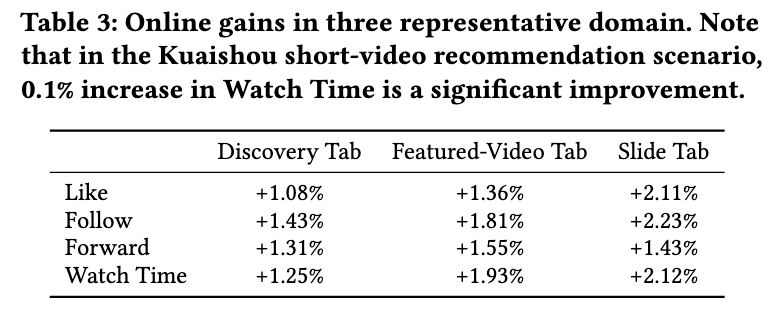 Table 3: Online gains in three representative domain. Note
that in the Kuaishou short-video recommendation scenario,
0.1% increase in Watch Time is a significant improvement.
Discovery Tab Featured-Video Tab Slide Tab
Like +1.08% +1.36% +2.11%
Follow +1.43% +1.81% +2.23%
Forward +1.31% +1.55% +1.43%
Watch Time +1.25% +1.93% +2.12%